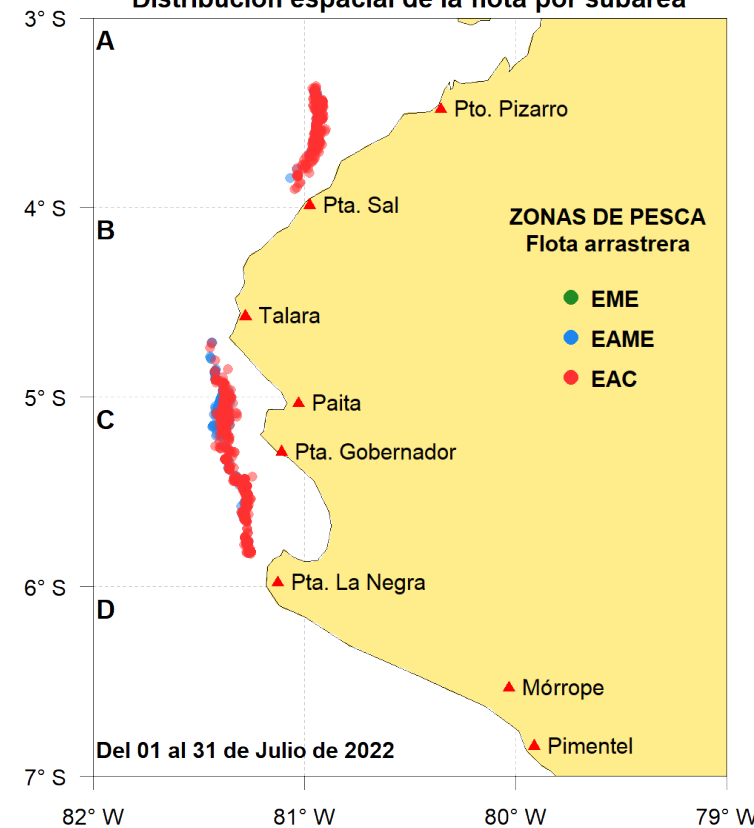 Distribución espacial de la flota por subárea
3° S
A
Pto. Pizarro
4° S
Pta. Sal
B
ZONAS DE PESCA
Flota arrastrera
EME
Talara
EAME
EAC
5° S
Paita
C
Pta. Gobernador
6° S
Pta. La Negra
D
Mórrope
Pimentel
Del 01 al 31 de Julio de 2022
7° S
82° W
81° W
80° W
79° W